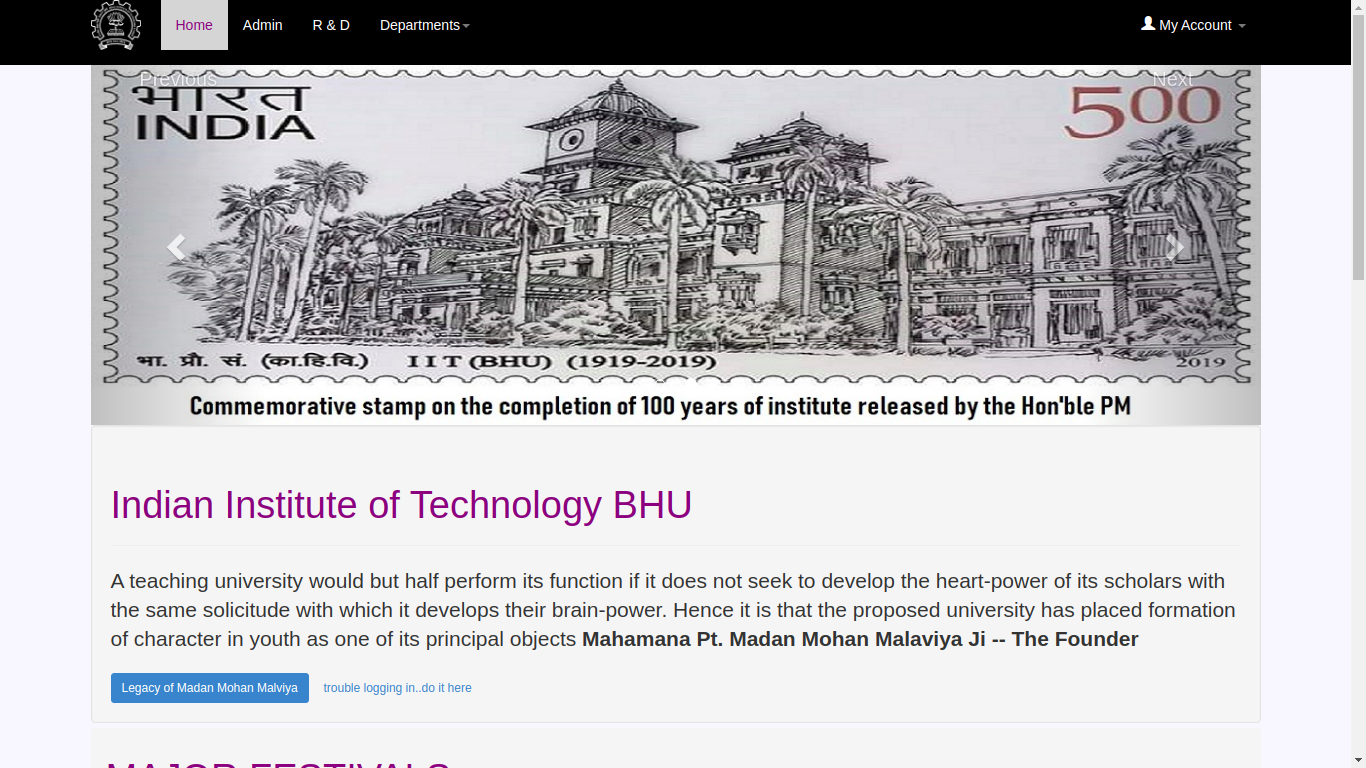 Home Admin R & D Departments My Account
Previous Next
भारत
INDIA
500
भा. प्रौ. सं. (का.हि.वि.) IIT (BHU) (1919-2019) 2019
Commemorative stamp on the completion of 100 years of institute released by the Hon'ble PM
Indian Institute of Technology BHU
A teaching university would but half perform its function if it does not seek to develop the heart-power of its scholars with
the same solicitude with which it develops their brain-power. Hence it is that the proposed university has placed formation
of character in youth as one of its principal objects Mahamana Pt. Madan Mohan Malaviya Ji -- The Founder
Legacy of Madan Mohan Malviya trouble logging in..do it here
MAJOR FESTIVALS